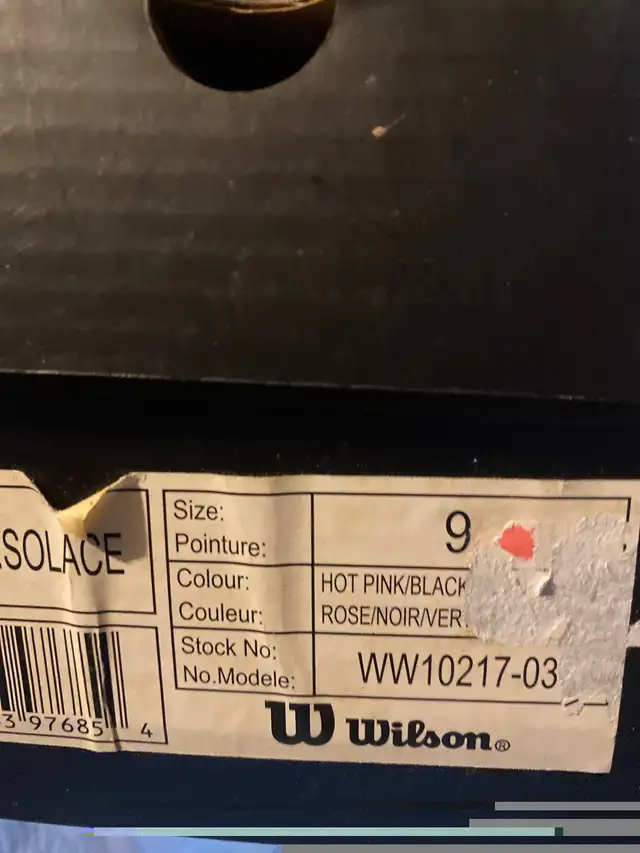 SOLACE
Size: 9
Pointure:
Colour: HOT PINK/BLACK
Couleur: ROSE/NOIR/VER
Stock No: WW10217-03
No.Modele:
3 97685 4
W Wilson®